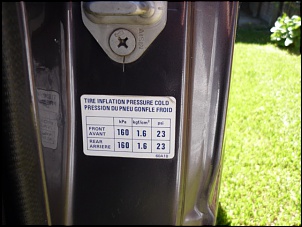 TIRE INFLATION PRESSURE COLD
PRESSION DU PNEU GONFLE FROID
kPa kgf/cm² psi
FRONT AVANT 160 1.6 23
REAR ARRIERE 160 1.6 23